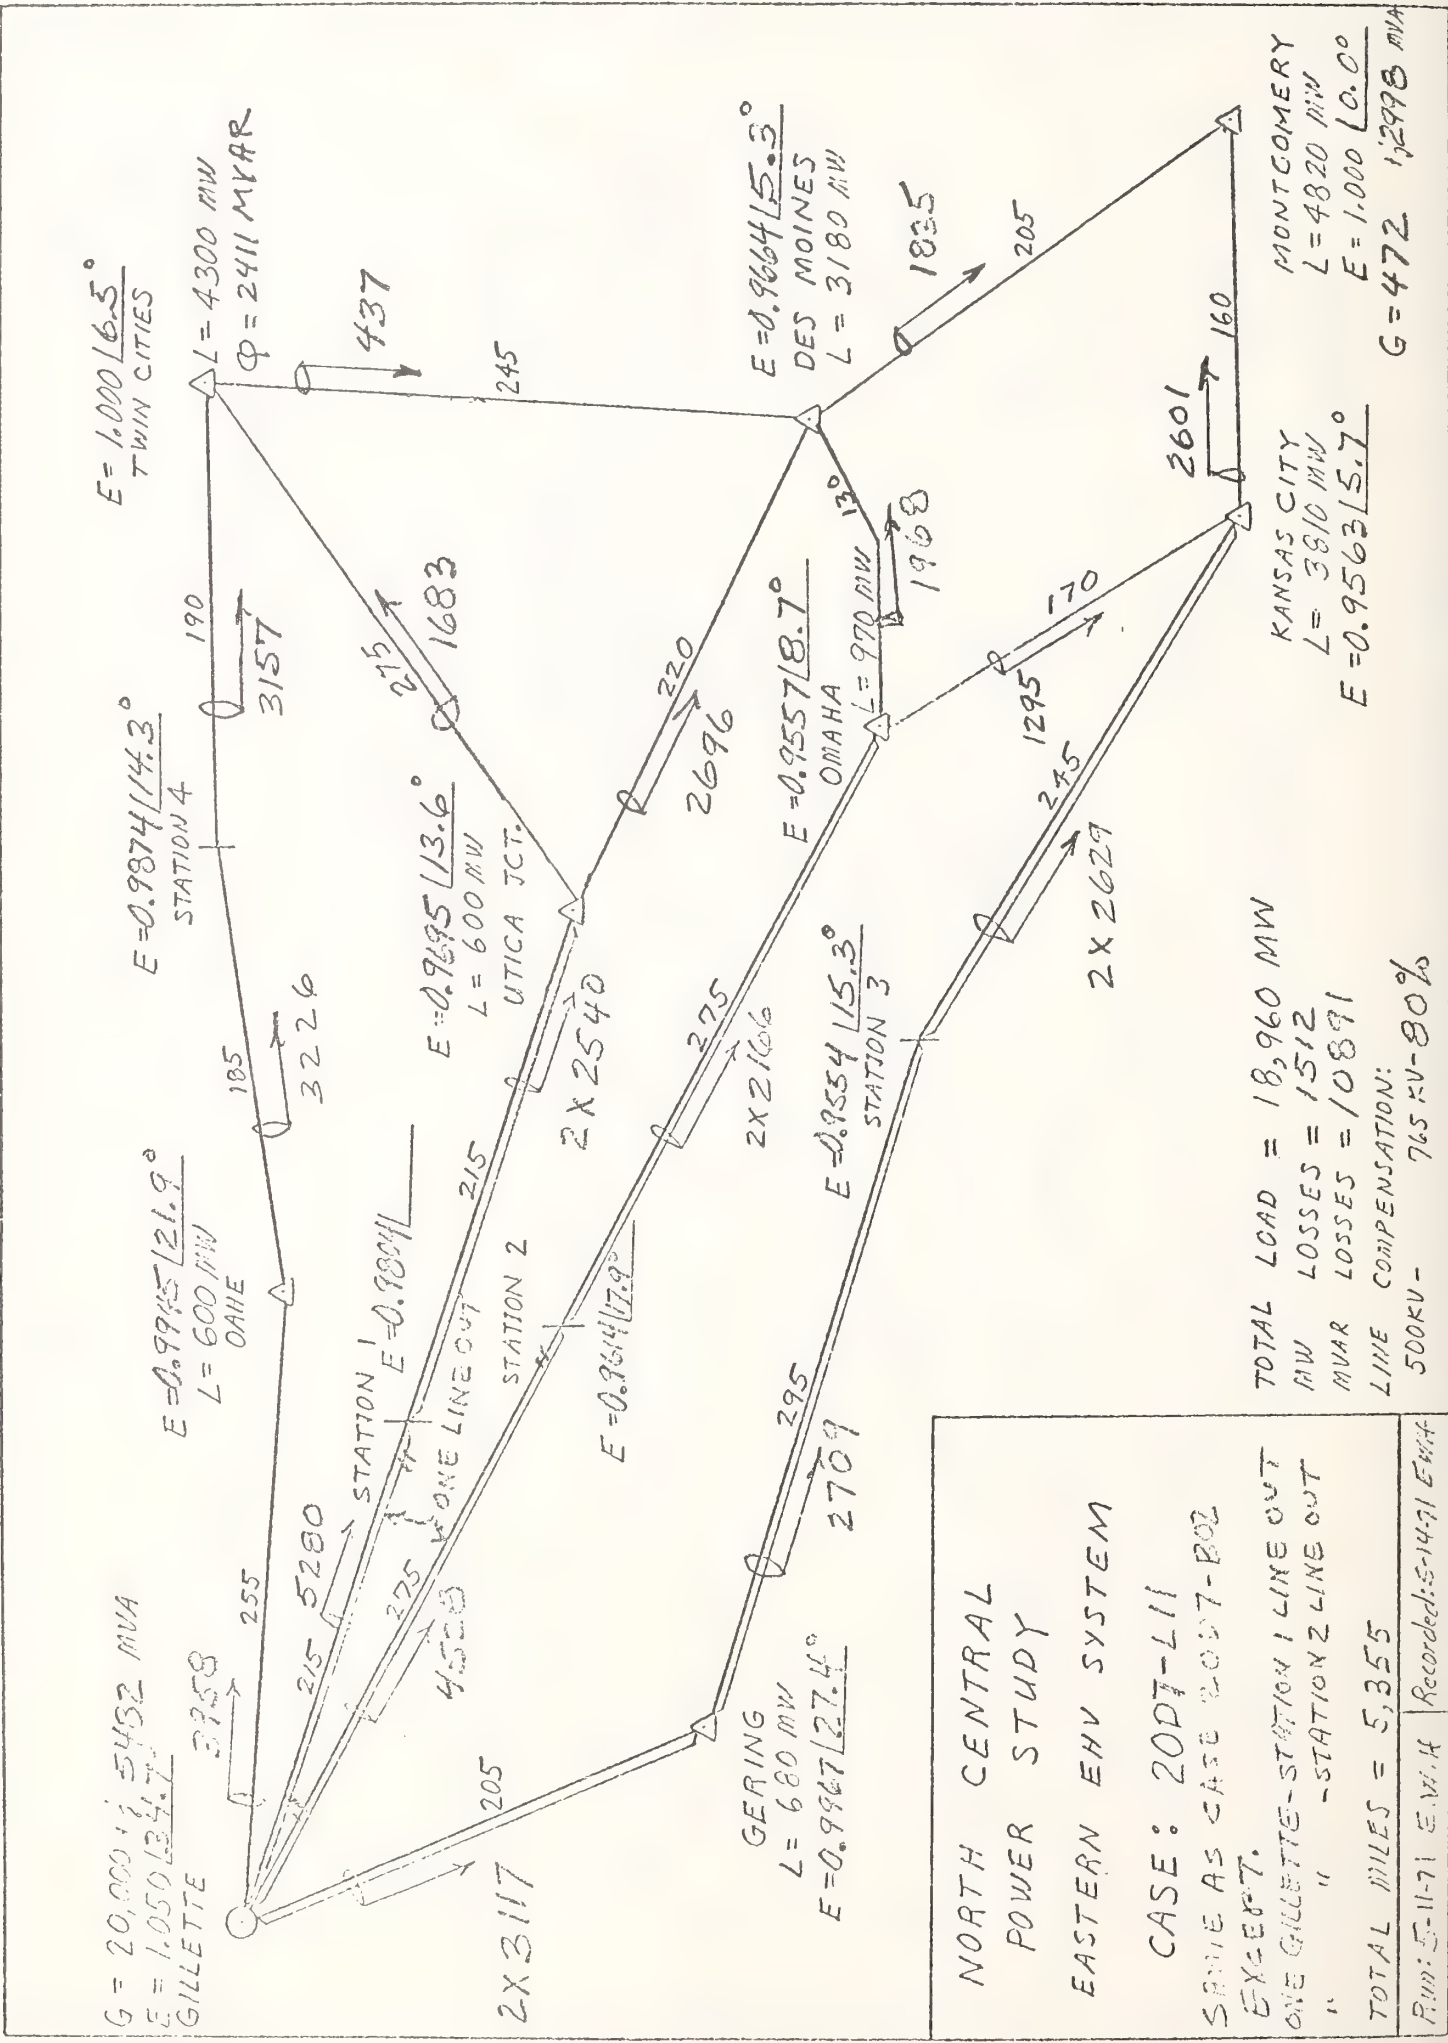 G = 20,000 + j 5432 MVA
E = 1.050 34.7°
GILLETTE
3758
255
E=0.9945 21.9°
L= 600 MW
OAHE
185
3226
E=0.9874 14.3°
STATION 4
190
3157
E= 1.000 6.5°
TWIN CITIES
L= 4300 MW
Q = 2411 MVAR
437
245
215
5280
STATION 1
E=0.9804
ONE LINE OUT
215
2X2540
E=0.9695 13.6°
L= 600 MW
UTICA JCT.
275
1683
220
2696
275
4528
STATION 2
E=0.9614 17.9°
275
2X2166
E=0.9557 8.7°
OMAHA
L=970 MW
130
1968
E=0.9664 5.3°
DES MOINES
L= 3180 MW
1835
205
1295
170
205
2X3117
GERING
L= 680 MW
E=0.9967 27.4°
295
2709
E=0.9554 15.3°
STATION 3
245
2X2629
2601
160
KANSAS CITY
L= 3810 MW
E=0.9563 5.7°
MONTGOMERY
L=4820 MW
E=1.000 0.0°
G=472 + j2998 MVA
TOTAL LOAD = 18,960 MW
MW LOSSES = 1512
MVAR LOSSES = 10891
LINE COMPENSATION:
500KV- 765 KV-80%
NORTH CENTRAL
POWER STUDY
EASTERN EHV SYSTEM
CASE: 20DT-L11
SAME AS CASE 20DT-B02
EXCEPT.
ONE GILLETTE-STATION 1 LINE OUT
" " -STATION 2 LINE OUT
TOTAL MILES = 5,355
Run: 5-11-71 E.W.H Recorded: 5-14-71 EWH